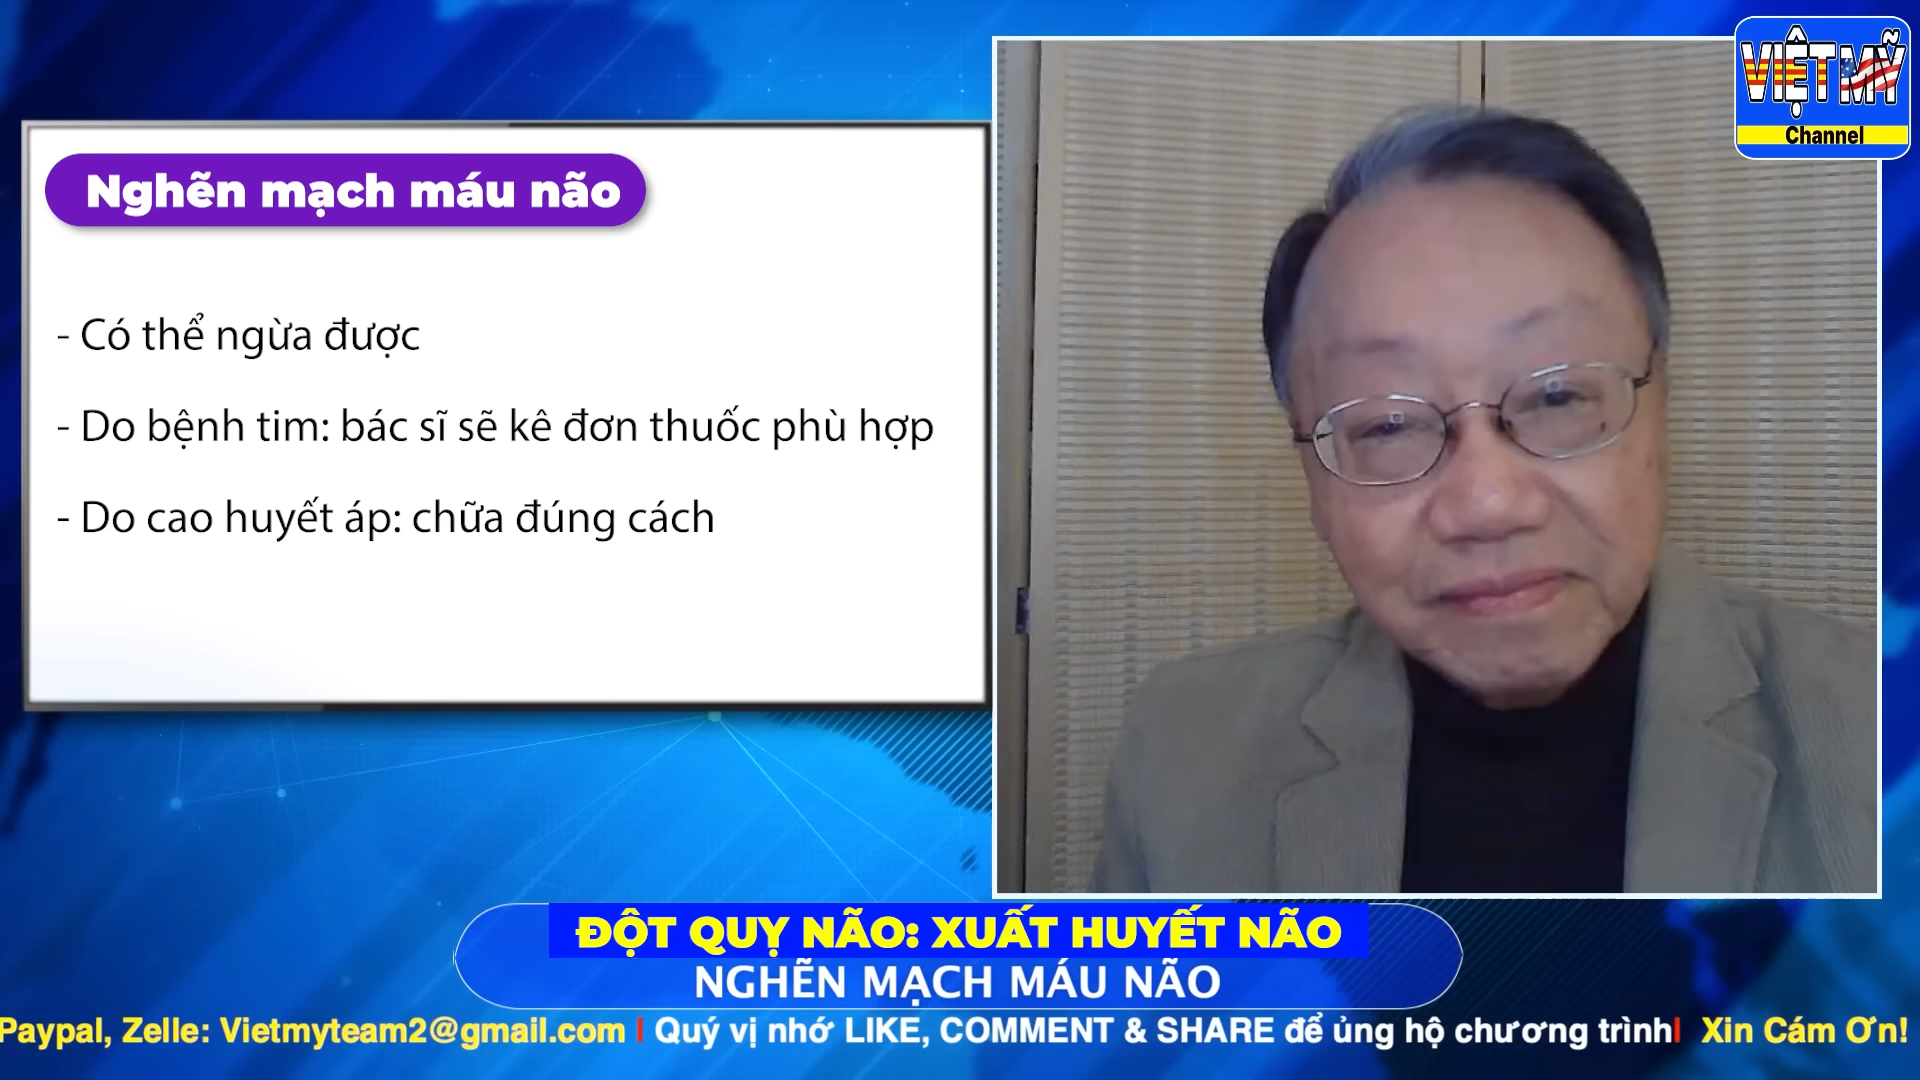 VIỆT MỸ
Channel
Nghẽn mạch máu não
- Có thể ngừa được
- Do bệnh tim: bác sĩ sẽ kê đơn thuốc phù hợp
- Do cao huyết áp: chữa đúng cách
ĐỘT QUỴ NÃO: XUẤT HUYẾT NÃO
NGHẼN MẠCH MÁU NÃO
Paypal, Zelle: Vietmyteam2@gmail.com | Quý vị nhớ LIKE, COMMENT & SHARE để ủng hộ chương trình| Xin Cám Ơn!